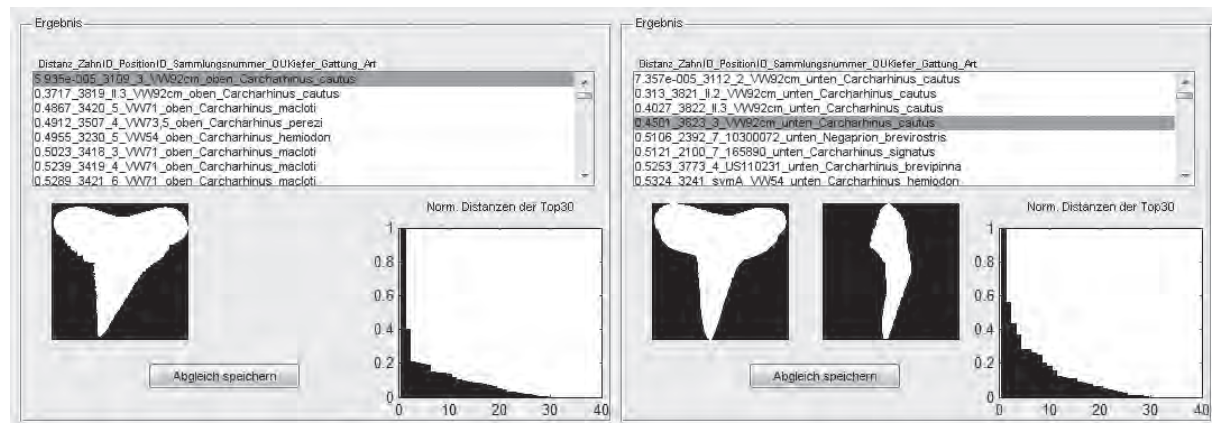 Ergebnis
Distanz_ZahnID_PositionID_Sammlungsnummer_OUKiefer_Gattung_Art
5.935e-005_3109_3_VW92cm_oben_Carcharhinus_cautus
0.3717_3819_II.3_VW92cm_oben_Carcharhinus_cautus
0.4867_3420_5_VW71_oben_Carcharhinus_macloti
0.4912_3507_4_VW73,5_oben_Carcharhinus_perezi
0.4955_3230_5_VW54_oben_Carcharhinus_hemiodon
0.5023_3418_3_VW71_oben_Carcharhinus_macloti
0.5239_3419_4_VW71_oben_Carcharhinus_macloti
0.5289_3421_6_VW71_oben_Carcharhinus_macloti
Norm. Distanzen der Top30
1
0.8
0.6
0.4
0.2
0
0 10 20 30 40
Abgleich speichern
Ergebnis
Distanz_ZahnID_PositionID_Sammlungsnummer_OUKiefer_Gattung_Art
7.357e-005_3112_2_VW92cm_unten_Carcharhinus_cautus
0.313_3821_II.2_VW92cm_unten_Carcharhinus_cautus
0.4027_3822_II.3_VW92cm_unten_Carcharhinus_cautus
0.4501_3823_3_VW92cm_unten_Carcharhinus_cautus
0.5106_2392_7_10300072_unten_Negaprion_brevirostris
0.5121_2100_7_165890_unten_Carcharhinus_signatus
0.5253_3773_4_US110231_unten_Carcharhinus_brevipinna
0.5324_3241_symA_VW54_unten_Carcharhinus_hemiodon
Norm. Distanzen der Top30
1
0.8
0.6
0.4
0.2
0
0 10 20 30 40
Abgleich speichern